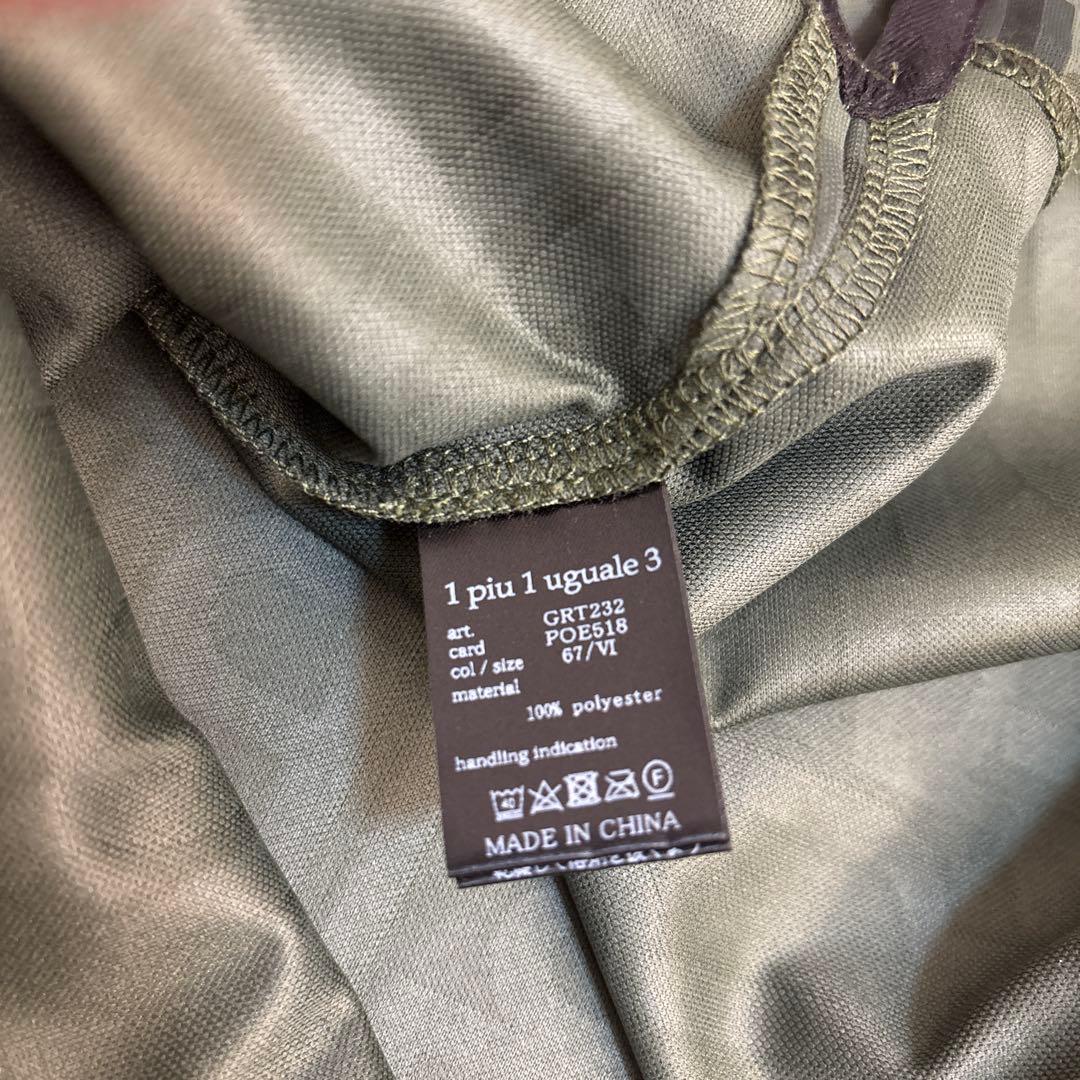 1 piu 1 uguale 3
art. GRT232
card POE518
col / size 67/VI
material
100% polyester
handling indication
40
F
MADE IN CHINA